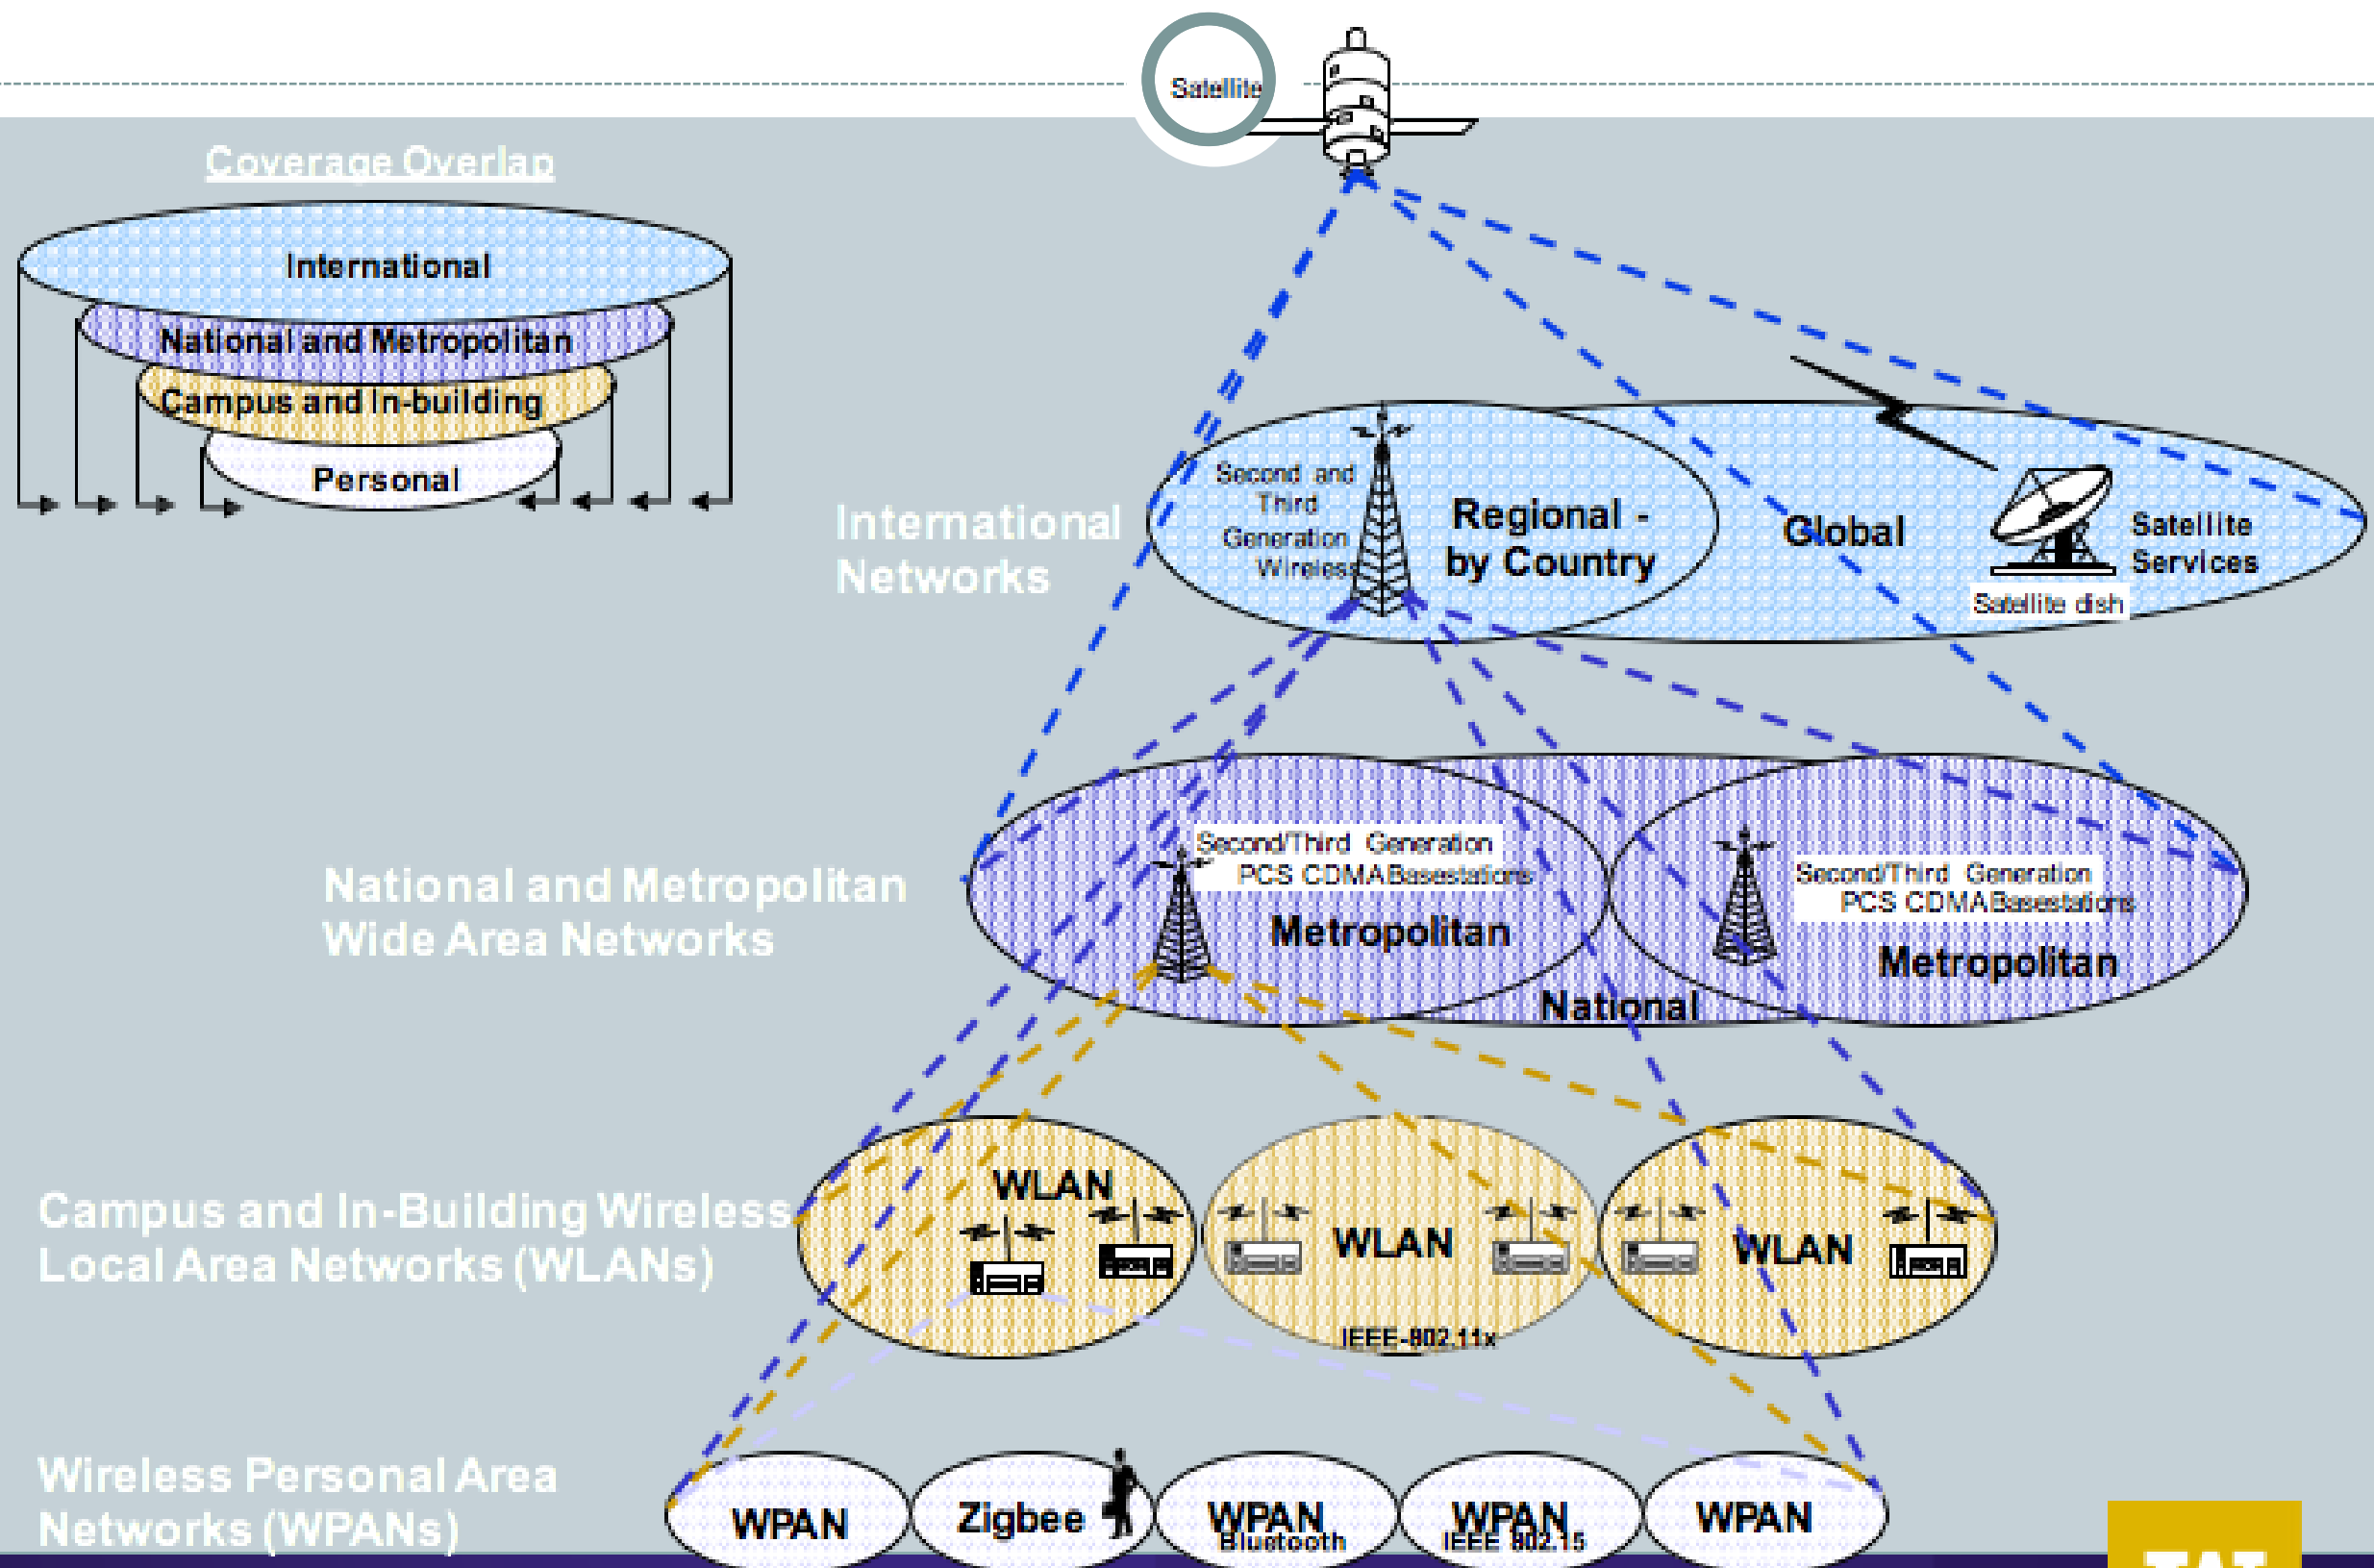 Satellite
Coverage Overlap
International
National and Metropolitan
Campus and In-building
Personal
International
Networks
Second and
Third
Generation
Wireless
Regional -
by Country
Global
Satellite
Services
Satellite dish
National and Metropolitan
Wide Area Networks
Second/Third Generation
PCS CDMA Basestations
Metropolitan
National
Second/Third Generation
PCS CDMA Basestations
Metropolitan
Campus and In-Building Wireless
Local Area Networks (WLANs)
WLAN
WLAN
IEEE-802.11x
WLAN
Wireless Personal Area
Networks (WPANs)
WPAN
Zigbee
WPAN
Bluetooth
WPAN
IEEE 802.15
WPAN